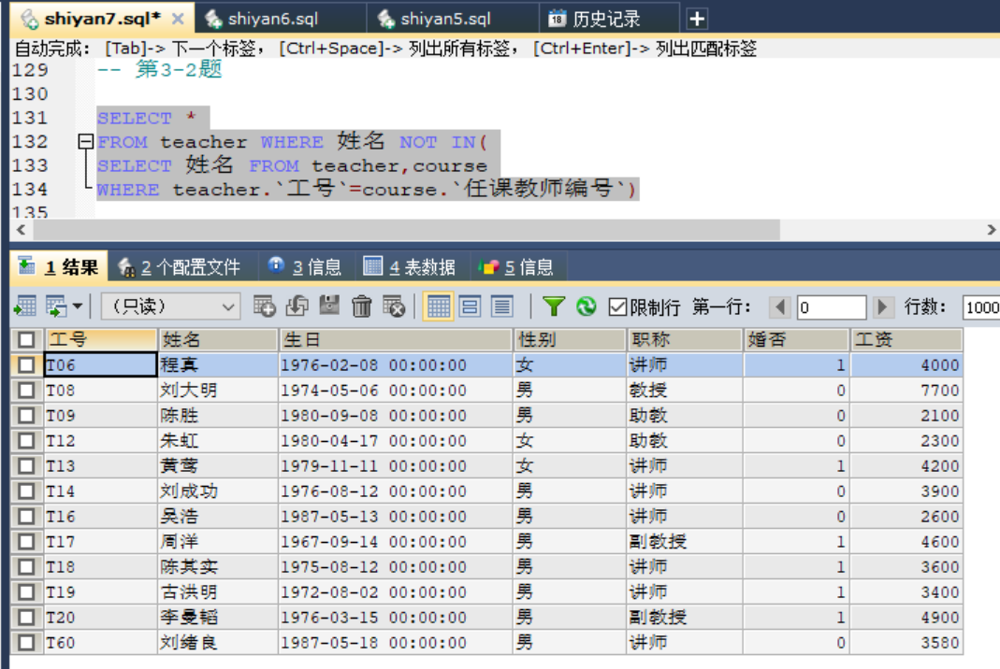 shiyan7.sql* shiyan6.sql shiyan5.sql 18 历史记录
自动完成： [Tab]-> 下一个标签， [Ctrl+Space]-> 列出所有标签， [Ctrl+Enter]-> 列出匹配标签
129 -- 第3-2题
130
131 SELECT *
132 FROM teacher WHERE 姓名 NOT IN(
133 SELECT 姓名 FROM teacher,course
134 WHERE teacher.`工号`=course.`任课教师编号`)
135
1 结果 2 个配置文件 3 信息 4 表数据 5 信息
（只读） 限制行 第一行： 0 行数： 1000
工号 姓名 生日 性别 职称 婚否 工资
T06 程真 1976-02-08 00:00:00 女 讲师 1 4000
T08 刘大明 1974-05-06 00:00:00 男 教授 0 7700
T09 陈胜 1980-09-08 00:00:00 男 助教 0 2100
T12 朱虹 1980-04-17 00:00:00 女 助教 0 2300
T13 黄莺 1979-11-11 00:00:00 女 讲师 1 4200
T14 刘成功 1976-08-12 00:00:00 男 讲师 0 3900
T16 吴浩 1987-05-13 00:00:00 男 讲师 0 2600
T17 周洋 1967-09-14 00:00:00 男 副教授 1 4600
T18 陈其实 1975-08-12 00:00:00 男 讲师 1 3600
T19 古洪明 1972-08-02 00:00:00 男 讲师 1 3400
T20 李曼韬 1976-03-15 00:00:00 男 副教授 1 4900
T60 刘绪良 1987-05-18 00:00:00 男 讲师 0 3580